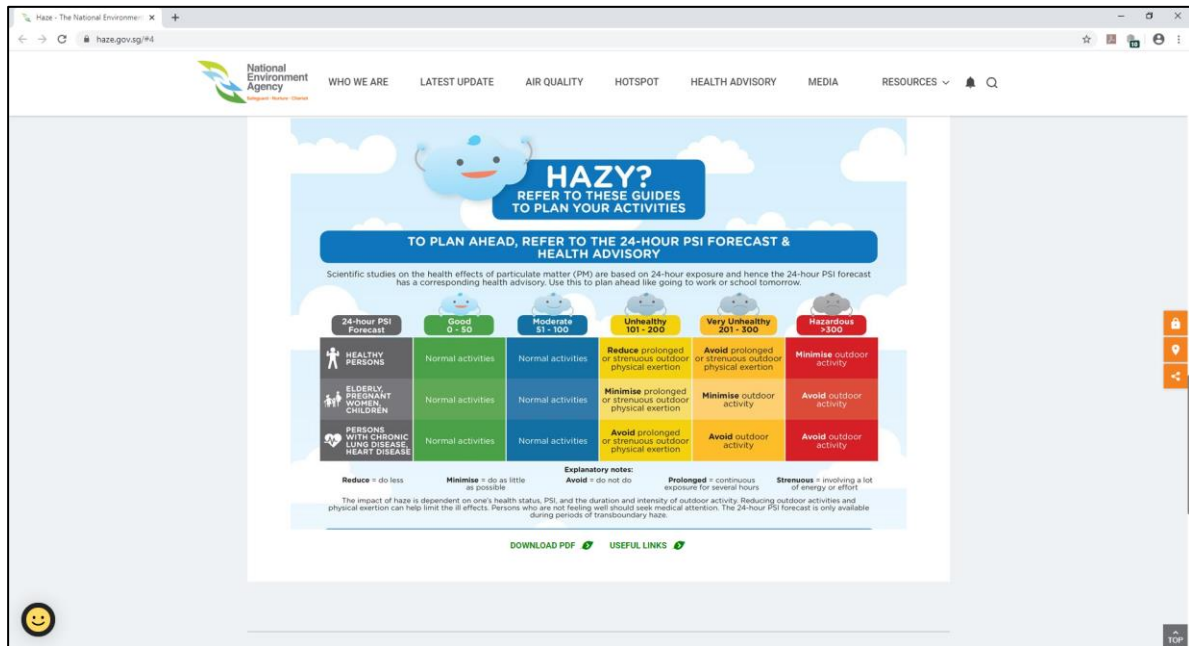 Haze - The National Environmen
haze.gov.sg/#4
10
National
Environment
Agency
Safeguard · Nurture · Cherish
WHO WE ARE LATEST UPDATE AIR QUALITY HOTSPOT HEALTH ADVISORY MEDIA RESOURCES
HAZY?
REFER TO THESE GUIDES
TO PLAN YOUR ACTIVITIES
TO PLAN AHEAD, REFER TO THE 24-HOUR PSI FORECAST &
HEALTH ADVISORY
Scientific studies on the health effects of particulate matter (PM) are based on 24-hour exposure and hence the 24-hour PSI forecast
has a corresponding health advisory. Use this to plan ahead like going to work or school tomorrow.
24-hour PSI
Forecast
Good
0 - 50
Moderate
51 - 100
Unhealthy
101 - 200
Very Unhealthy
201 - 300
Hazardous
>300
HEALTHY
PERSONS
Normal activities
Normal activities
Reduce prolonged
or strenuous outdoor
physical exertion
Avoid prolonged
or strenuous outdoor
physical exertion
Minimise outdoor
activity
ELDERLY,
PREGNANT
WOMEN,
CHILDREN
Normal activities
Normal activities
Minimise prolonged
or strenuous outdoor
physical exertion
Minimise outdoor
activity
Avoid outdoor
activity
PERSONS
WITH CHRONIC
LUNG DISEASE,
HEART DISEASE
Normal activities
Normal activities
Avoid prolonged
or strenuous outdoor
physical exertion
Avoid outdoor
activity
Avoid outdoor
activity
Explanatory notes:
Reduce = do less
Minimise = do as little
as possible
Avoid = do not do
Prolonged = continuous
exposure for several hours
Strenuous = involving a lot
of energy or effort
The impact of haze is dependent on one's health status, PSI, and the duration and intensity of outdoor activity. Reducing outdoor activities and
physical exertion can help limit the ill effects. Persons who are not feeling well should seek medical attention. The 24-hour PSI forecast is only available
during periods of transboundary haze.
DOWNLOAD PDF USEFUL LINKS
TOP